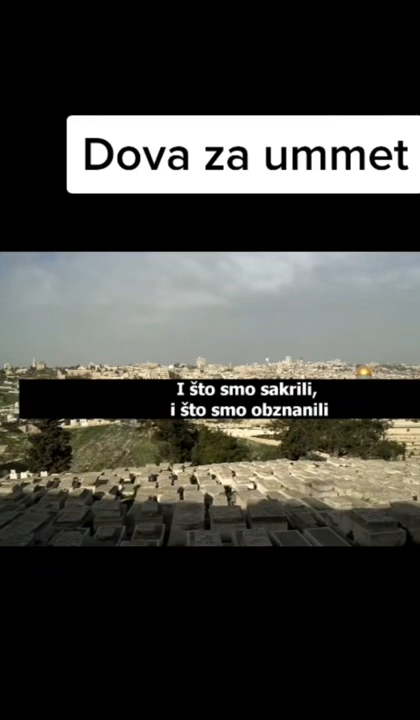 Dova za ummet
I što smo sakrili,
i što smo obznanili